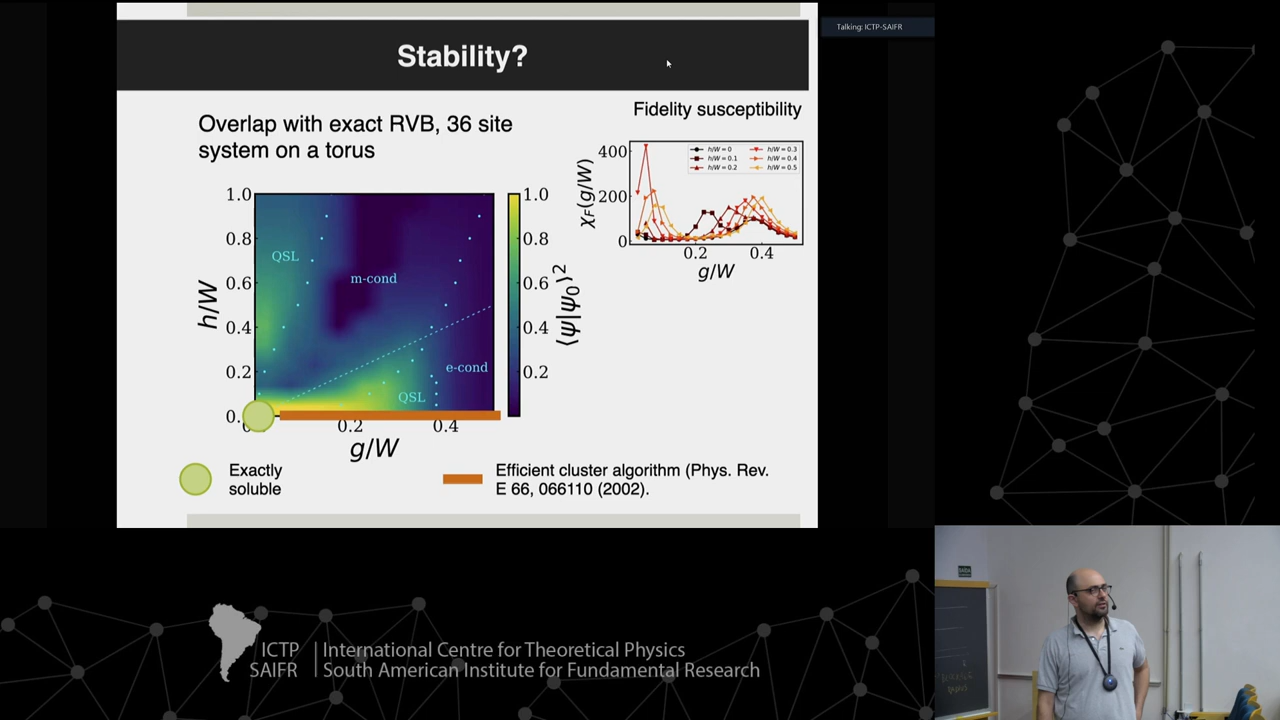 Talking: ICTP-SAIFR
Stability?
Overlap with exact RVB, 36 site
system on a torus
Fidelity susceptibility
400
200
0
χF(g/W)
h/W = 0
h/W = 0.1
h/W = 0.2
h/W = 0.3
h/W = 0.4
h/W = 0.5
0.2
0.4
g/W
1.0
0.8
0.6
0.4
0.2
h/W
QSL
m-cond
e-cond
QSL
0.2
0.4
g/W
1.0
0.8
0.6
0.4
0.2
⟨ψ|ψ0⟩²
Exactly
soluble
Efficient cluster algorithm (Phys. Rev.
E 66, 066110 (2002).
ICTP
SAIFR
International Centre for Theoretical Physics
South American Institute for Fundamental Research